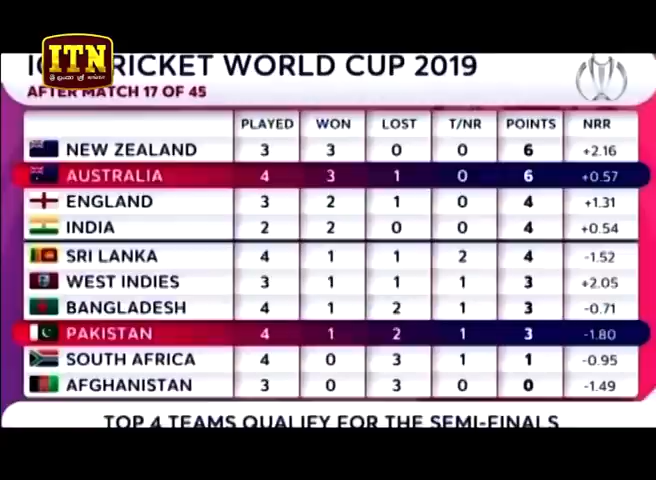 ITN
ශ්‍රී ලංකා
CRICKET WORLD CUP 2019
AFTER MATCH 17 OF 45
PLAYED WON LOST T/NR POINTS NRR
NEW ZEALAND 3 3 0 0 6 +2.16
AUSTRALIA 4 3 1 0 6 +0.57
ENGLAND 3 2 1 0 4 +1.31
INDIA 2 2 0 0 4 +0.54
SRI LANKA 4 1 1 2 4 -1.52
WEST INDIES 3 1 1 1 3 +2.05
BANGLADESH 4 1 2 1 3 -0.71
PAKISTAN 4 1 2 1 3 -1.80
SOUTH AFRICA 4 0 3 1 1 -0.95
AFGHANISTAN 3 0 3 0 0 -1.49
TOP 4 TEAMS QUALIFY FOR THE SEMI-FINALS